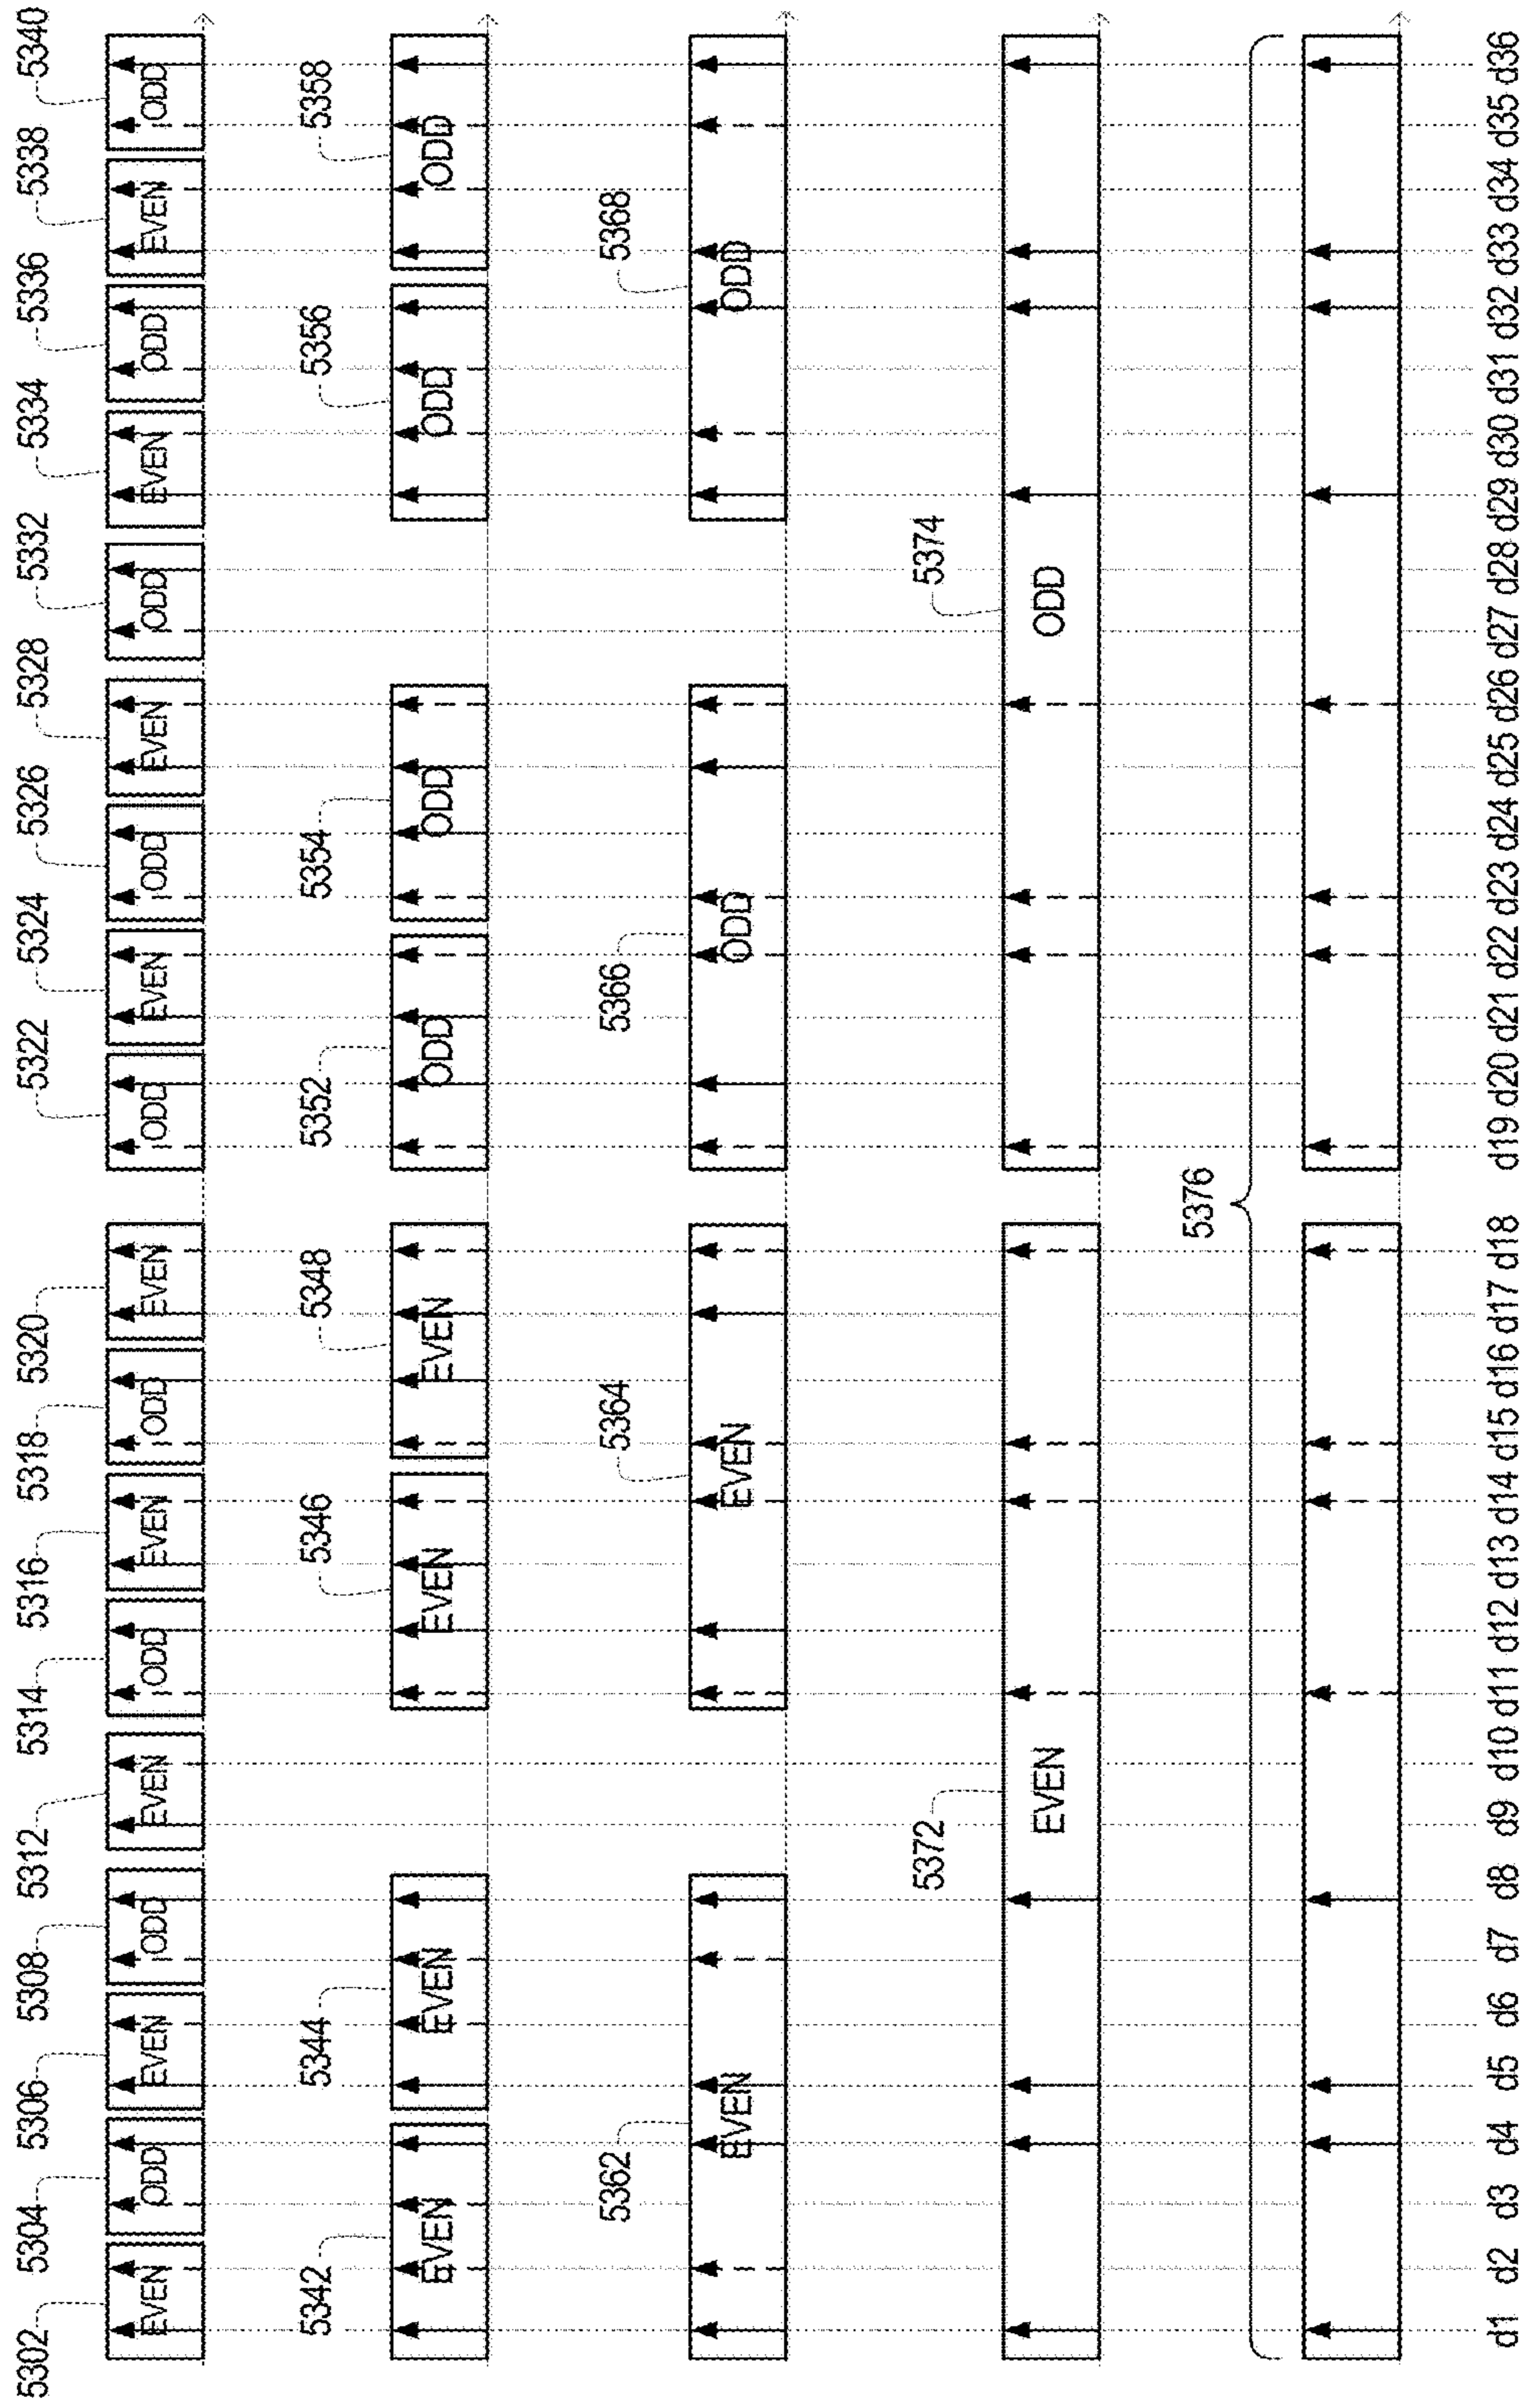 5302 5304 5306 5308 5312 5314 5316 5318 5320 5322 5324 5326 5328 5332 5334 5336 5338 5340
EVEN ODD EVEN ODD EVEN ODD EVEN ODD EVEN ODD EVEN ODD EVEN ODD EVEN ODD EVEN ODD
5342 5344 5346 5348 5352 5354 5356 5358
EVEN EVEN EVEN EVEN ODD ODD ODD ODD
5362 5364 5366 5368
EVEN EVEN ODD ODD
5372 5374
EVEN ODD
5376
d1 d2 d3 d4 d5 d6 d7 d8 d9 d10 d11 d12 d13 d14 d15 d16 d17 d18 d19 d20 d21 d22 d23 d24 d25 d26 d27 d28 d29 d30 d31 d32 d33 d34 d35 d36